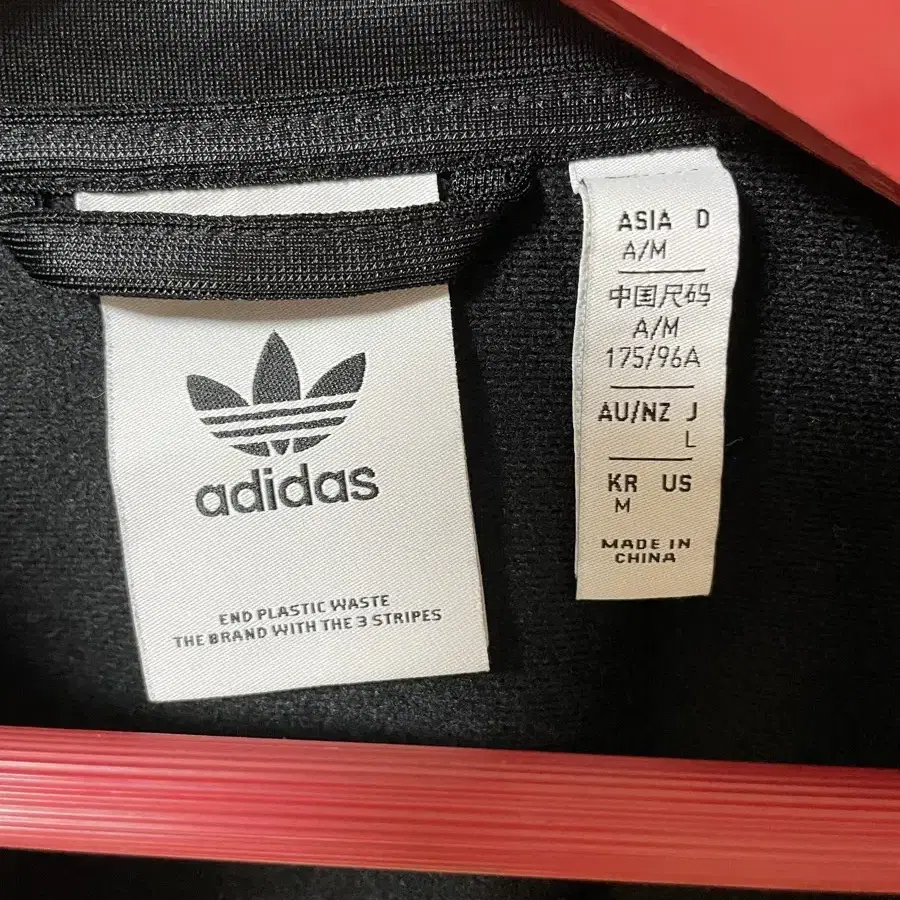 adidas
END PLASTIC WASTE
THE BRAND WITH THE 3 STRIPES
ASIA D
A/M
中国尺码
A/M
175/96A
AU/NZ J
L
KR US
M
MADE IN
CHINA